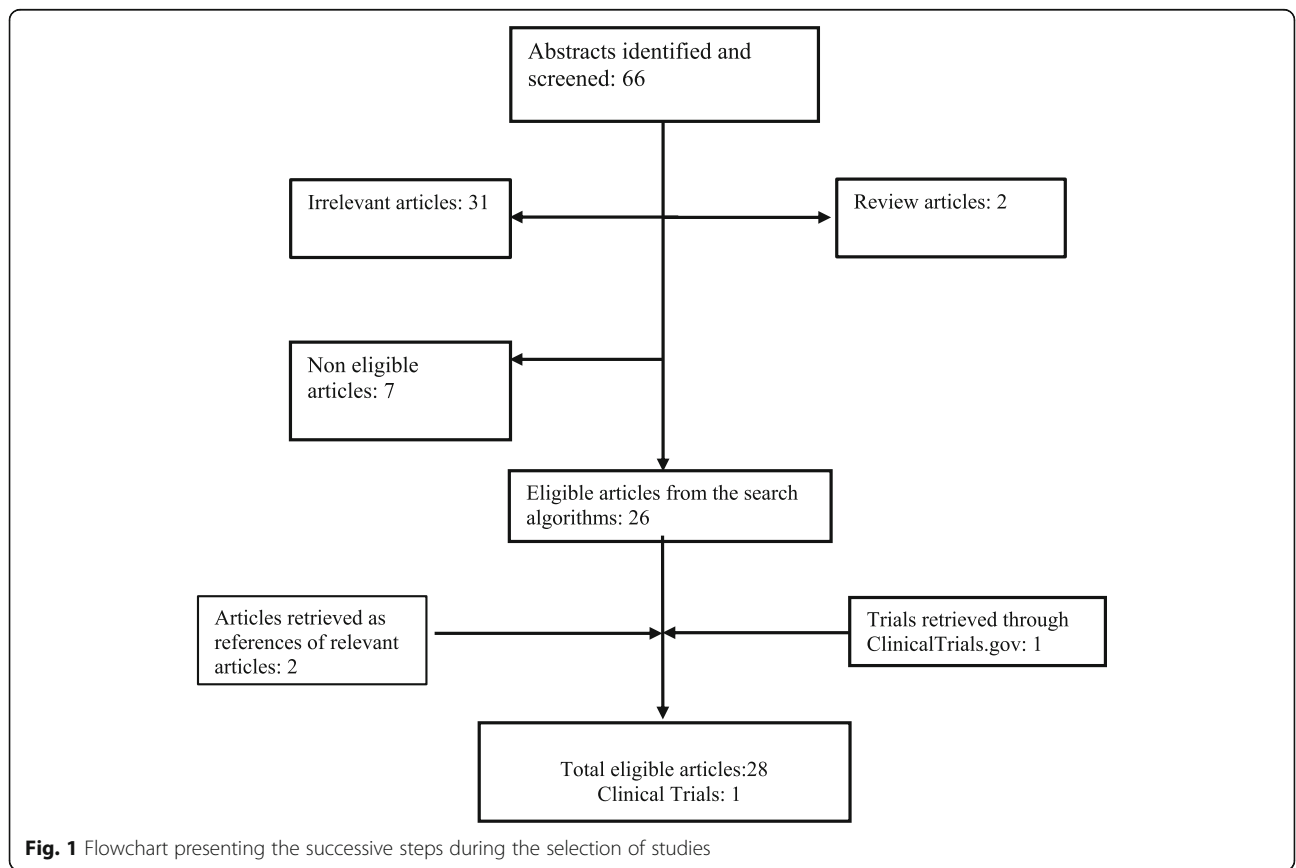 Abstracts identified and
screened: 66
Irrelevant articles: 31
Review articles: 2
Non eligible
articles: 7
Eligible articles from the search
algorithms: 26
Articles retrieved as
references of relevant
articles: 2
Trials retrieved through
ClinicalTrials.gov: 1
Total eligible articles:28
Clinical Trials: 1
Fig. 1 Flowchart presenting the successive steps during the selection of studies